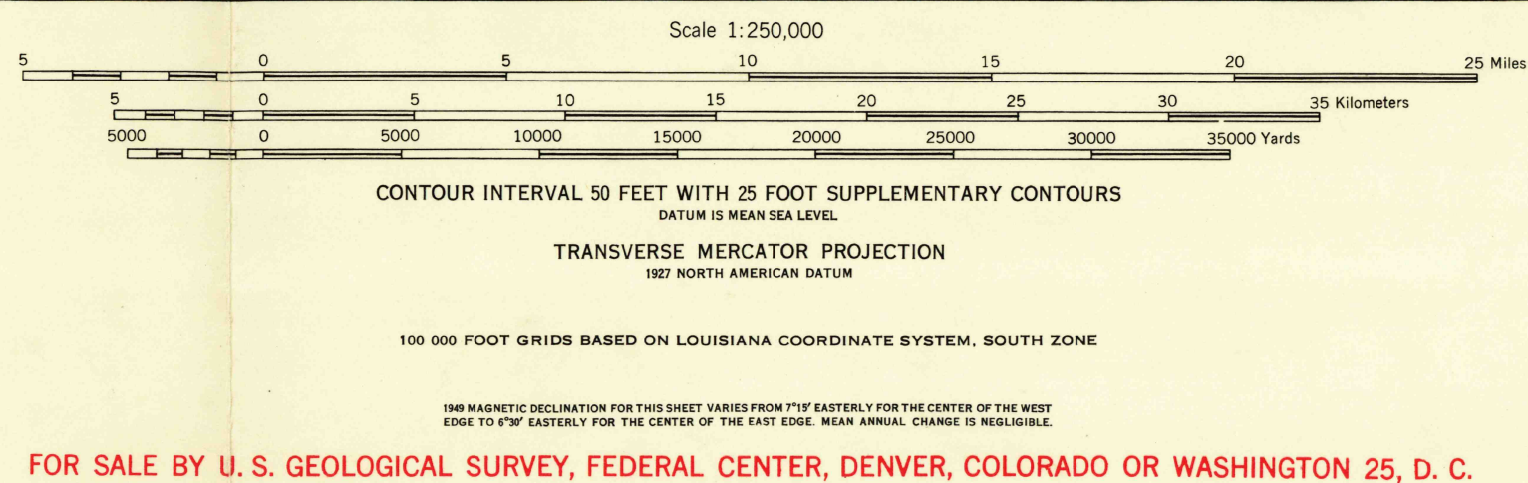 Scale 1:250,000
5 0 5 10 15 20 25 Miles
5 0 5 10 15 20 25 30 35 Kilometers
5000 0 5000 10000 15000 20000 25000 30000 35000 Yards
CONTOUR INTERVAL 50 FEET WITH 25 FOOT SUPPLEMENTARY CONTOURS
DATUM IS MEAN SEA LEVEL
TRANSVERSE MERCATOR PROJECTION
1927 NORTH AMERICAN DATUM
100 000 FOOT GRIDS BASED ON LOUISIANA COORDINATE SYSTEM, SOUTH ZONE
1949 MAGNETIC DECLINATION FOR THIS SHEET VARIES FROM 7°15′ EASTERLY FOR THE CENTER OF THE WEST
EDGE TO 6°30′ EASTERLY FOR THE CENTER OF THE EAST EDGE. MEAN ANNUAL CHANGE IS NEGLIGIBLE.
FOR SALE BY U. S. GEOLOGICAL SURVEY, FEDERAL CENTER, DENVER, COLORADO OR WASHINGTON 25, D. C.